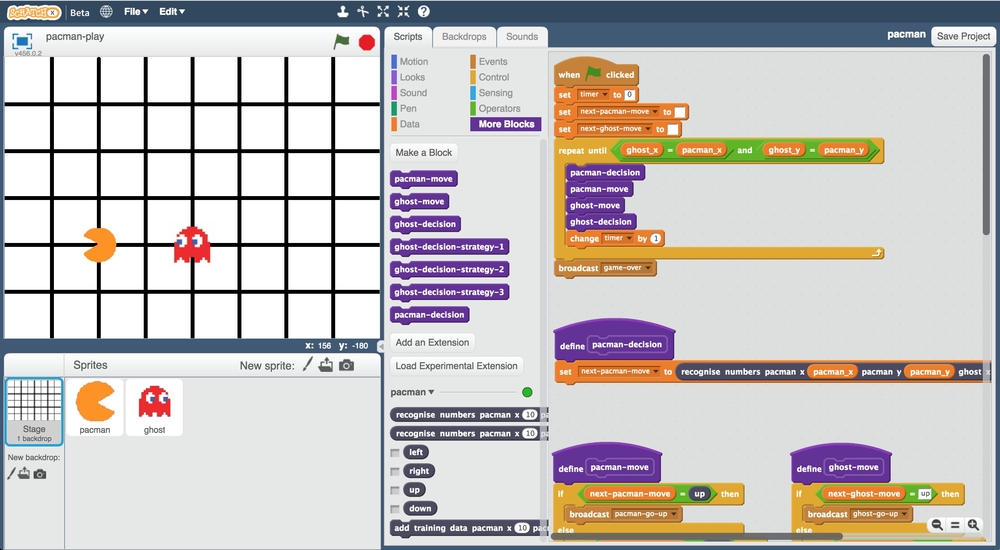 SCRATCHX Beta File Edit
pacman-play
v456.0.2
x: 156 y: -180
Sprites
New sprite:
Stage
1 backdrop
pacman
ghost
New backdrop:
Scripts
Backdrops
Sounds
pacman
Save Project
Motion
Looks
Sound
Pen
Data
Events
Control
Sensing
Operators
More Blocks
Make a Block
pacman-move
ghost-move
ghost-decision
ghost-decision-strategy-1
ghost-decision-strategy-2
ghost-decision-strategy-3
pacman-decision
Add an Extension
Load Experimental Extension
pacman
recognise numbers pacman x 10 pa
recognise numbers pacman x 10 pa
left
right
up
down
add training data pacman x 10 pac
when clicked
set timer to 0
set next-pacman-move to
set next-ghost-move to
repeat until ghost_x = pacman_x and ghost_y = pacman_y
pacman-decision
pacman-move
ghost-move
ghost-decision
change timer by 1
broadcast game-over
define pacman-decision
set next-pacman-move to recognise numbers pacman x pacman_x pacman y pacman_y ghost x
define pacman-move
if next-pacman-move = up then
broadcast pacman-go-up
else
define ghost-move
if next-ghost-move = up then
broadcast ghost-go-up
else